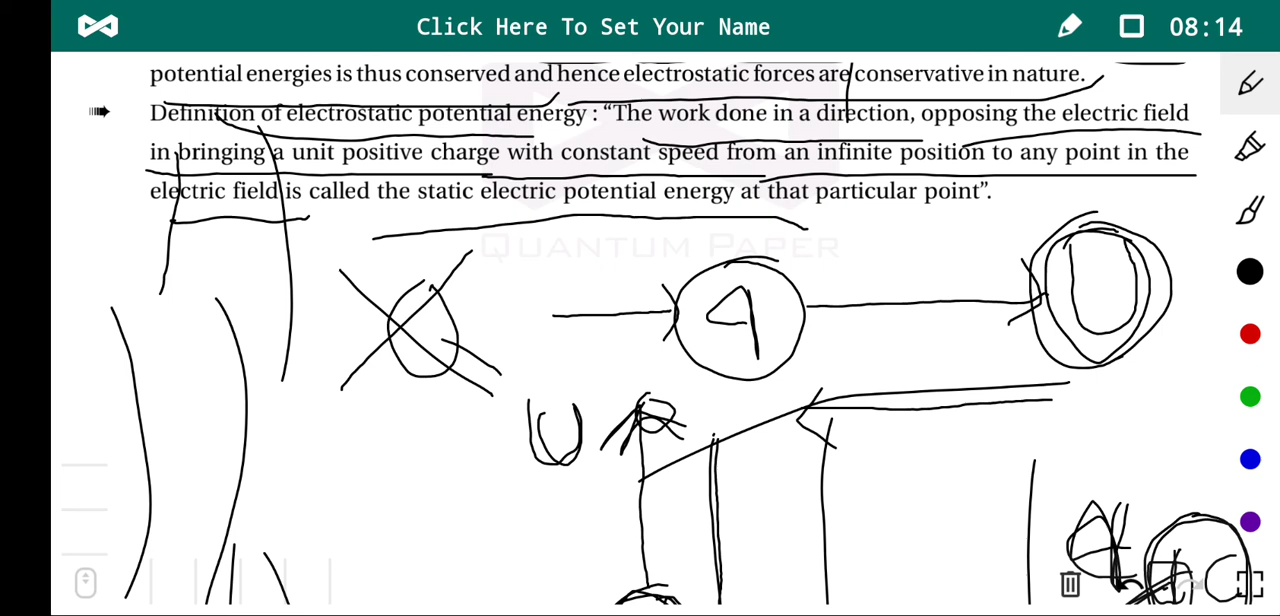 Click Here To Set Your Name
08:14
potential energies is thus conserved and hence electrostatic forces are conservative in nature.
Definition of electrostatic potential energy : “The work done in a direction, opposing the electric field
in bringing a unit positive charge with constant speed from an infinite position to any point in the
electric field is called the static electric potential energy at that particular point”.
QUANTUM PAPER
U